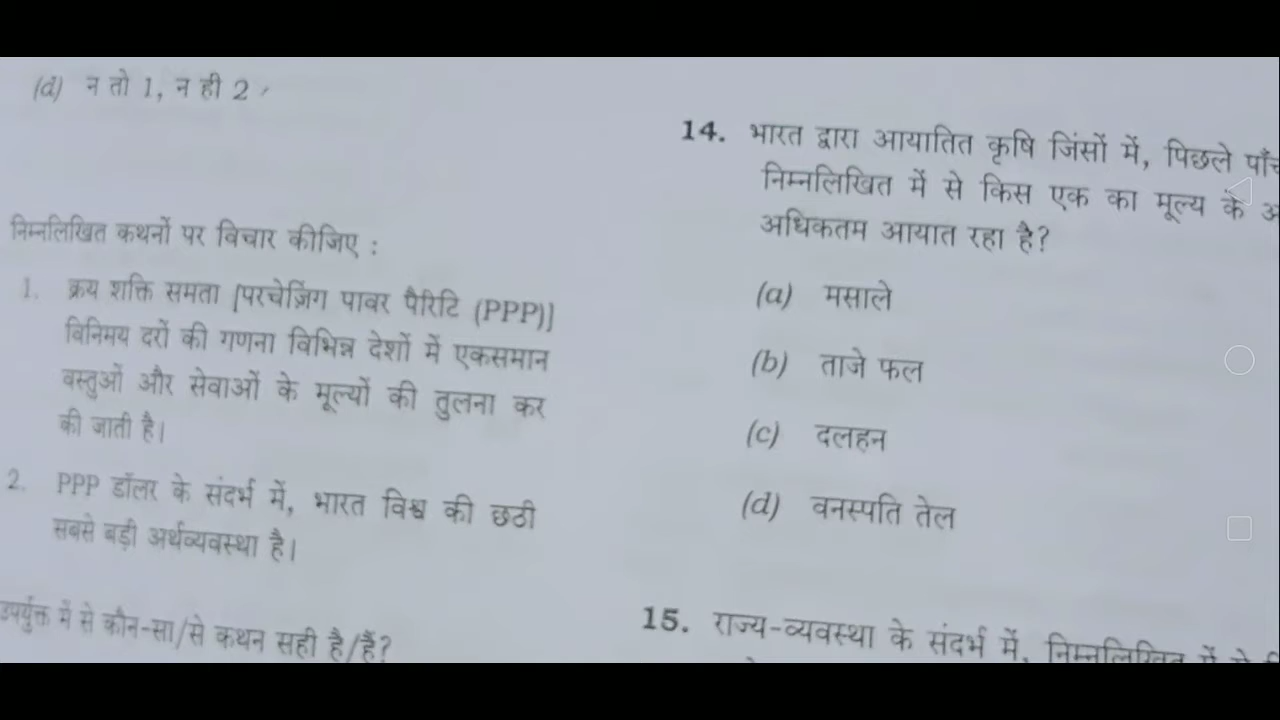 (d) न तो 1, न ही 2
निम्नलिखित कथनों पर विचार कीजिए :
1. क्रय शक्ति समता [परचेज़िंग पावर पैरिटि (PPP)]
विनिमय दरों की गणना विभिन्न देशों में एकसमान
वस्तुओं और सेवाओं के मूल्यों की तुलना कर
की जाती है।
2. PPP डॉलर के संदर्भ में, भारत विश्व की छठी
सबसे बड़ी अर्थव्यवस्था है।
उपर्युक्त में से कौन-सा/से कथन सही है/हैं?
14. भारत द्वारा आयातित कृषि जिंसों में, पिछले
निम्नलिखित में से किस एक का मूल्य के
अधिकतम आयात रहा है?
(a) मसाले
(b) ताजे फल
(c) दलहन
(d) वनस्पति तेल
15. राज्य-व्यवस्था के संदर्भ में, निम्नलिखित में